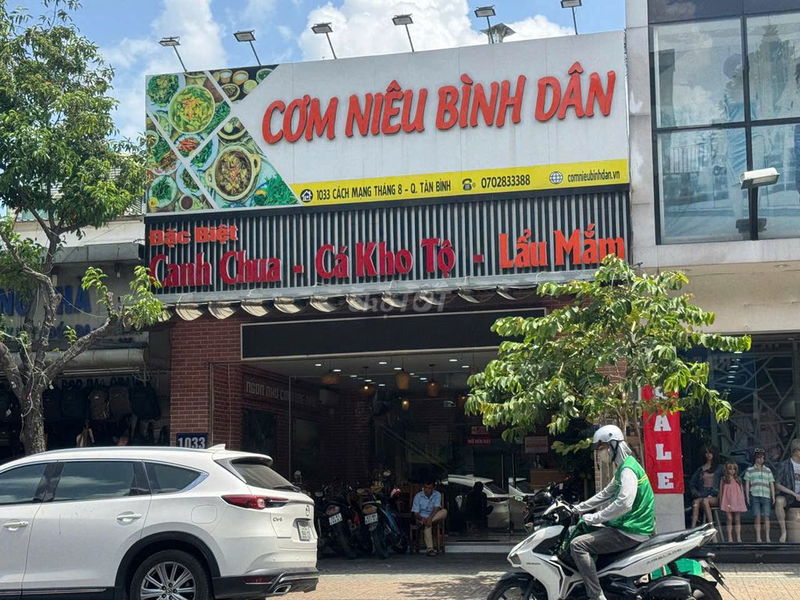 CƠM NIÊU BÌNH DÂN
1033 CÁCH MẠNG THÁNG 8 - Q. TÂN BÌNH 0702833388 comnieubinhdan.vn
Đặc Biệt
Canh Chua - Cá Kho Tộ - Lẩu Mắm
1033
SALE